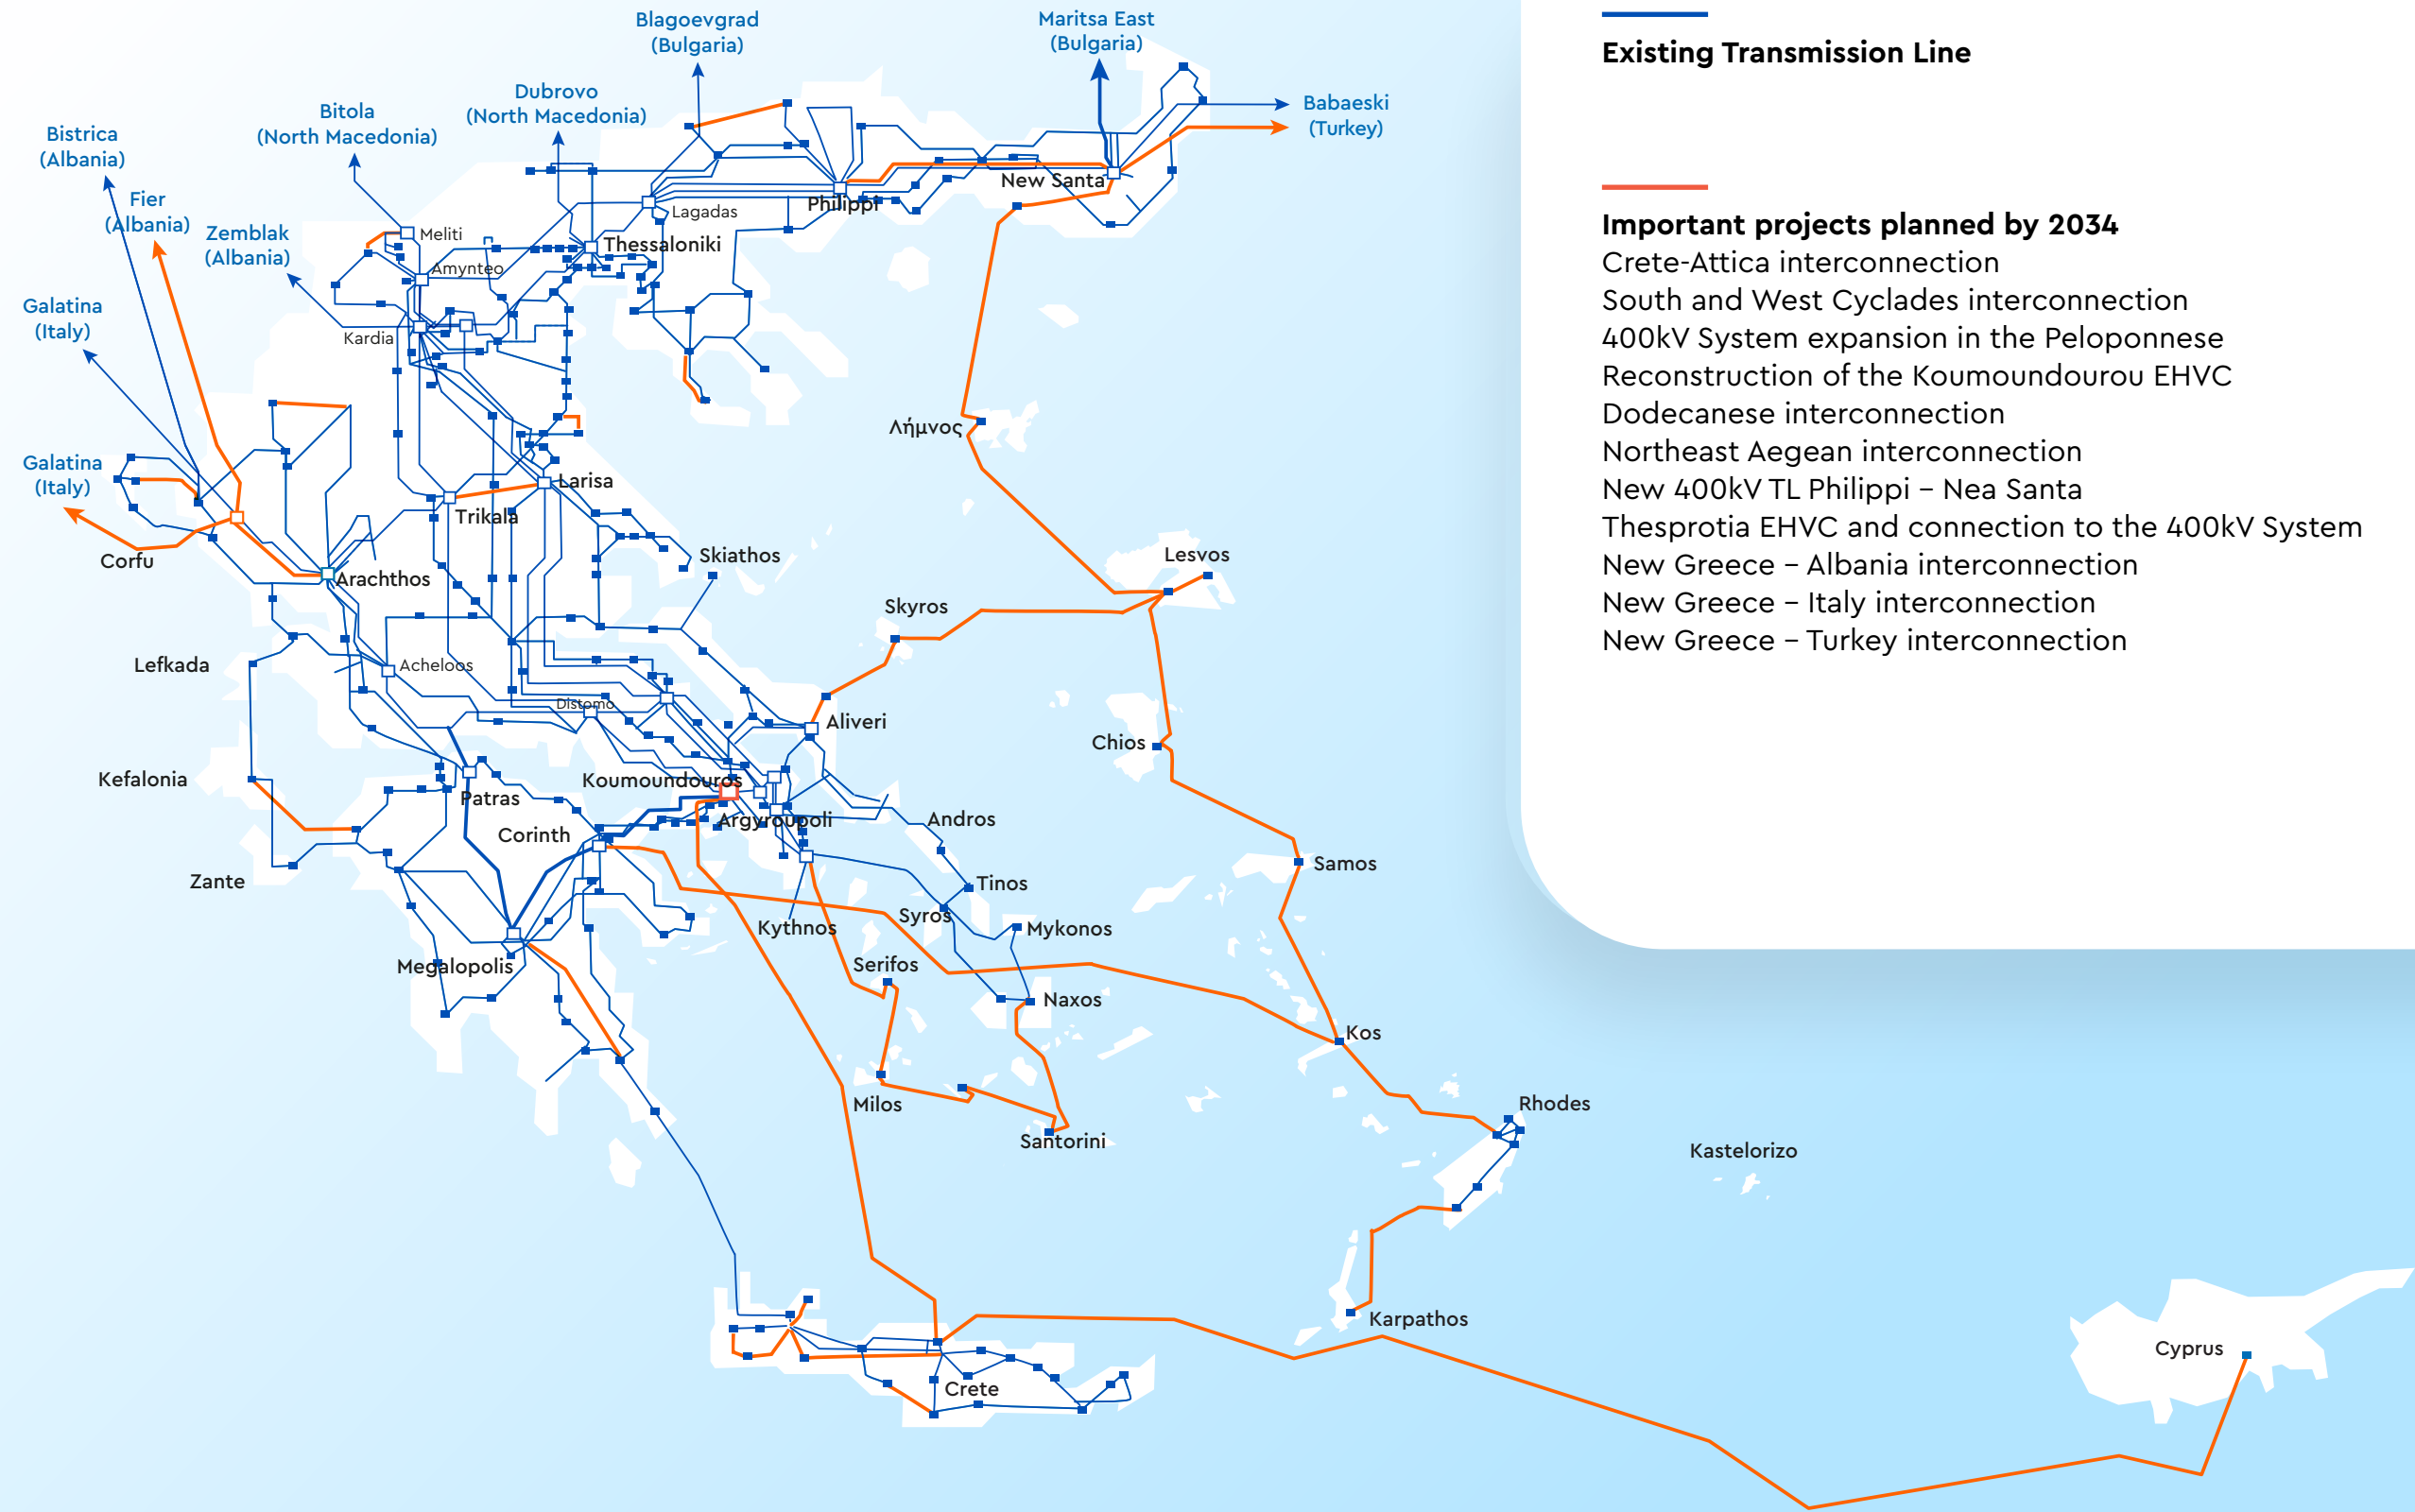 Blagoevgrad
(Bulgaria)
Maritsa East
(Bulgaria)
Dubrovo
(North Macedonia)
Bitola
(North Macedonia)
Babaeski
(Turkey)
Bistrica
(Albania)
Fier
(Albania)
Zemblak
(Albania)
Galatina
(Italy)
Galatina
(Italy)
New Santa
Philippi
Lagadas
Meliti
Thessaloniki
Amynteo
Kardia
Λήμνος
Larisa
Trikala
Corfu
Skiathos
Lesvos
Arachthos
Skyros
Lefkada
Acheloos
Distomo
Aliveri
Chios
Kefalonia
Koumoundouros
Patras
Argyroupoli
Andros
Corinth
Samos
Zante
Tinos
Syros
Kythnos
Mykonos
Megalopolis
Serifos
Naxos
Kos
Milos
Rhodes
Santorini
Kastelorizo
Karpathos
Cyprus
Crete
Existing Transmission Line
Important projects planned by 2034
Crete-Attica interconnection
South and West Cyclades interconnection
400kV System expansion in the Peloponnese
Reconstruction of the Koumoundourou EHVC
Dodecanese interconnection
Northeast Aegean interconnection
New 400kV TL Philippi – Nea Santa
Thesprotia EHVC and connection to the 400kV System
New Greece – Albania interconnection
New Greece – Italy interconnection
New Greece – Turkey interconnection